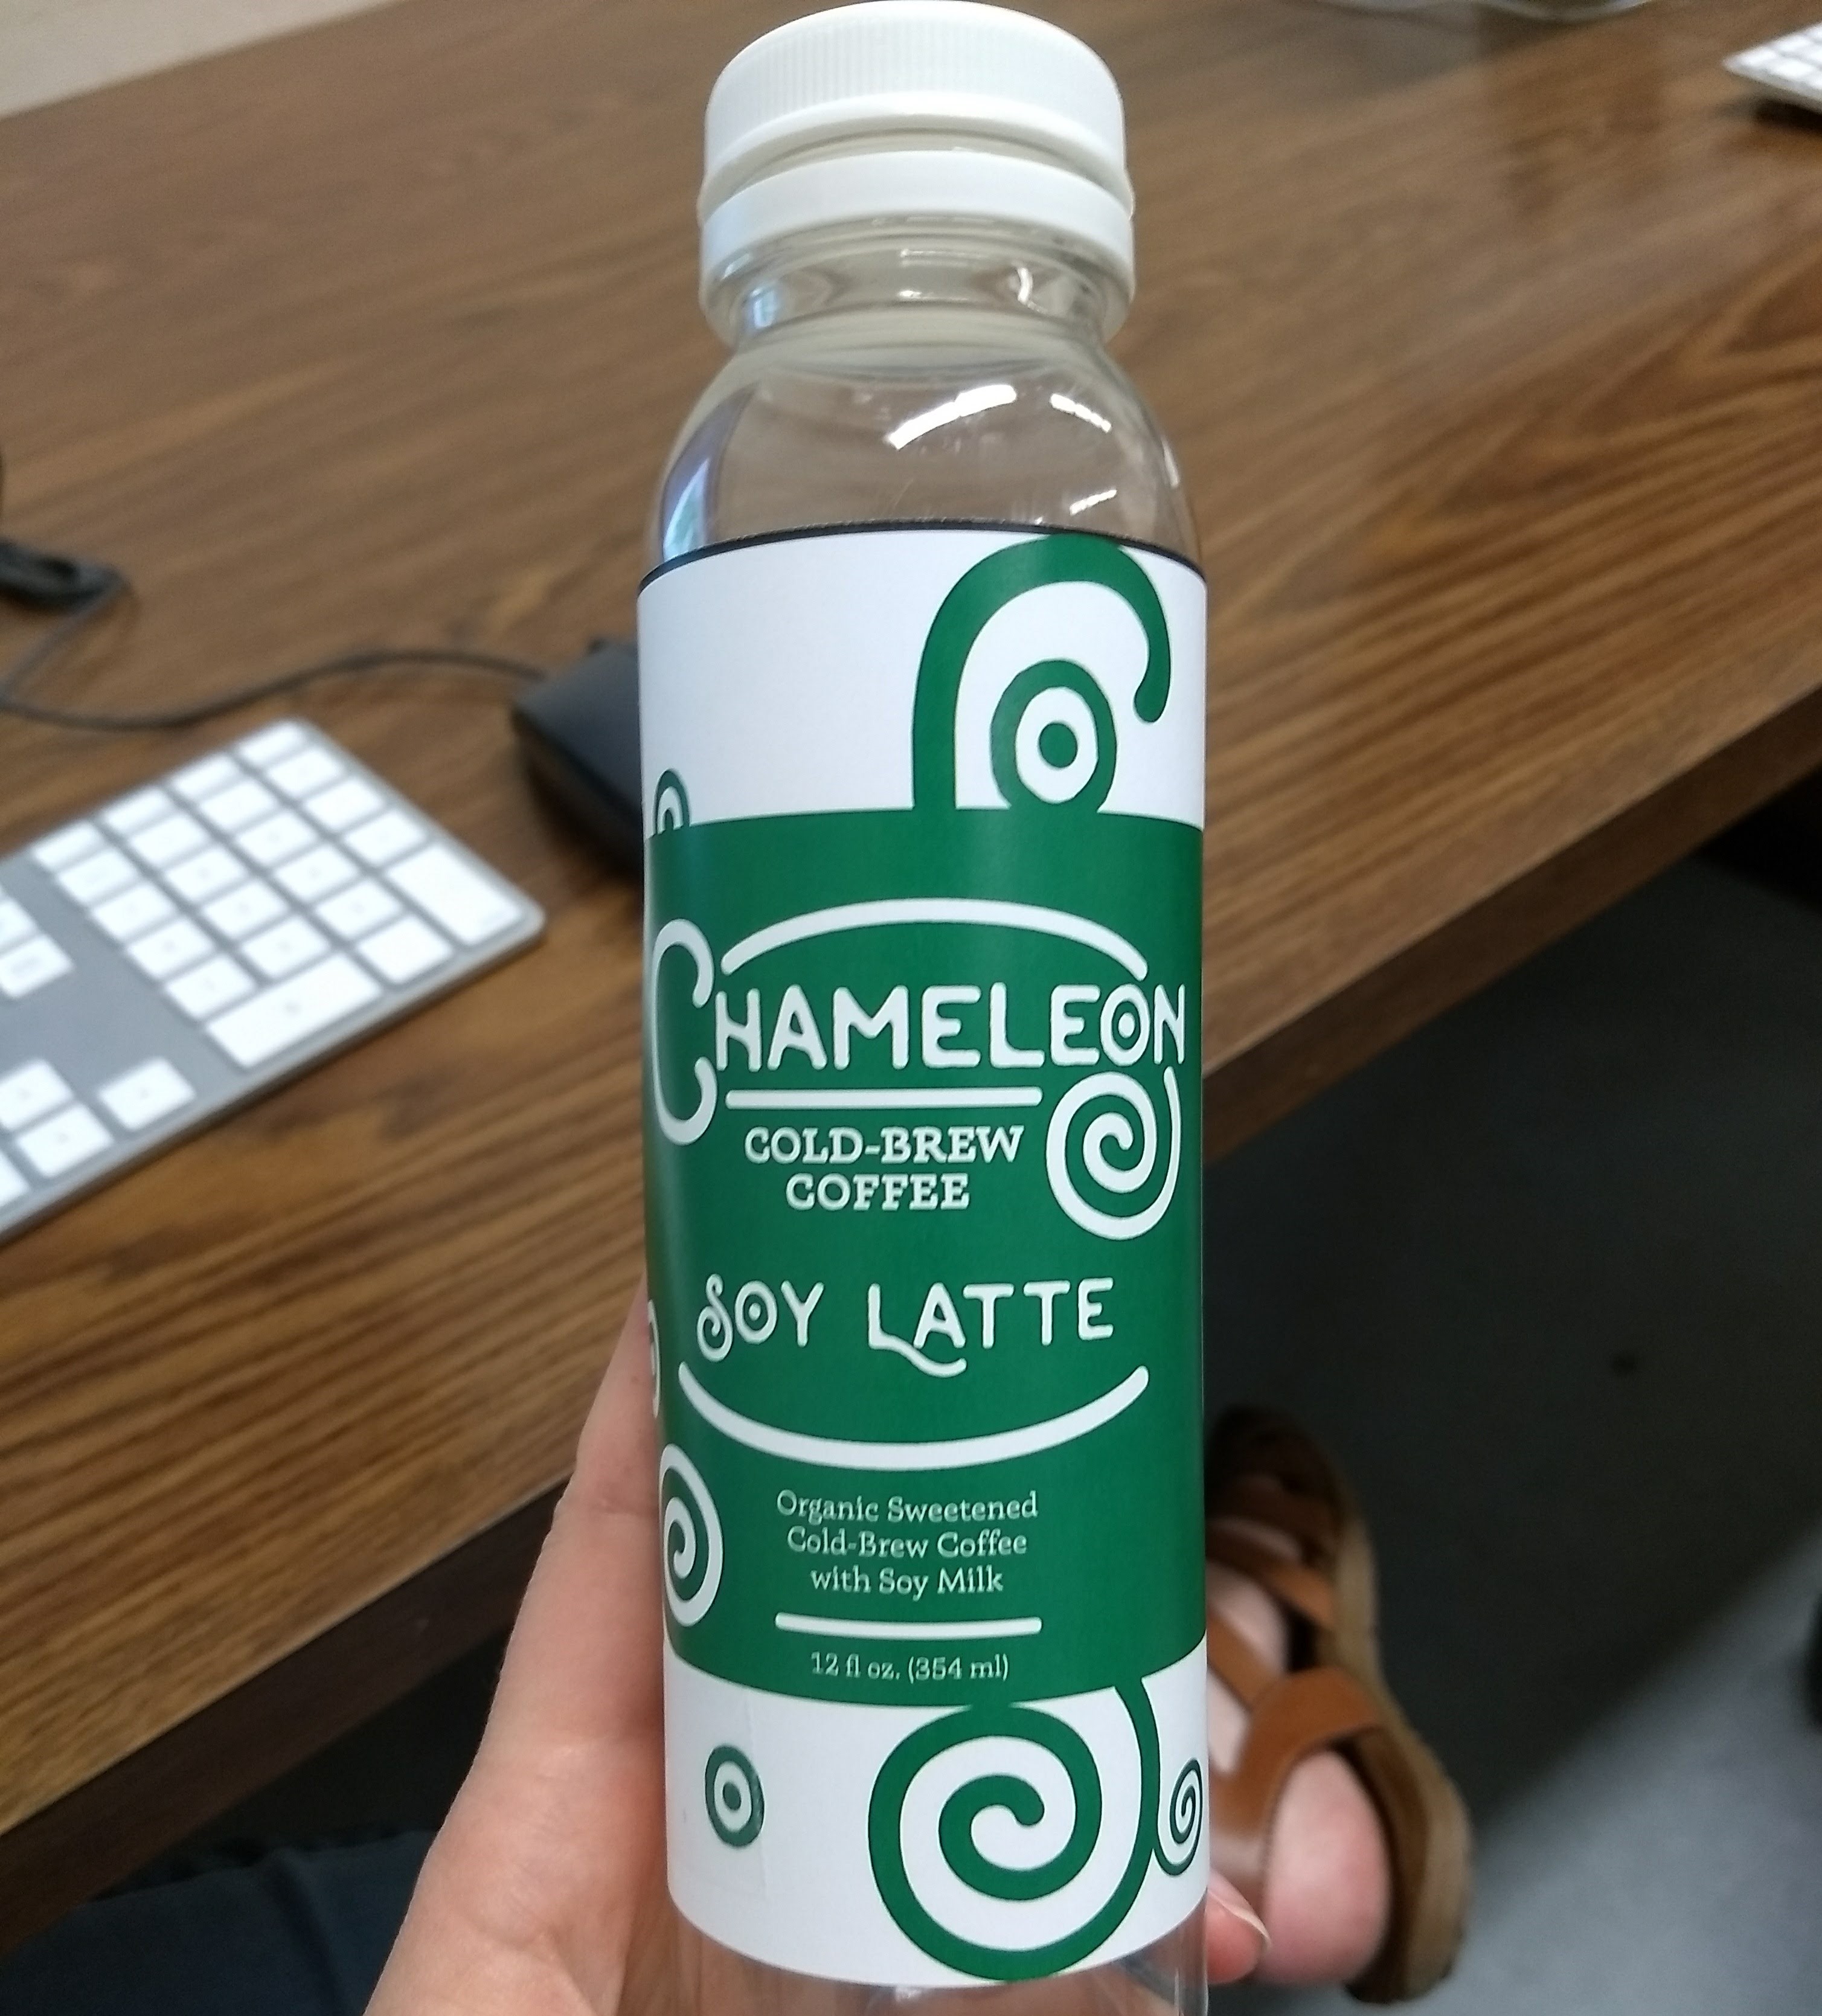 CHAMELEON
COLD-BREW
COFFEE
SOY LATTE
Organic Sweetened
Cold-Brew Coffee
with Soy Milk
12 fl oz. (354 ml)